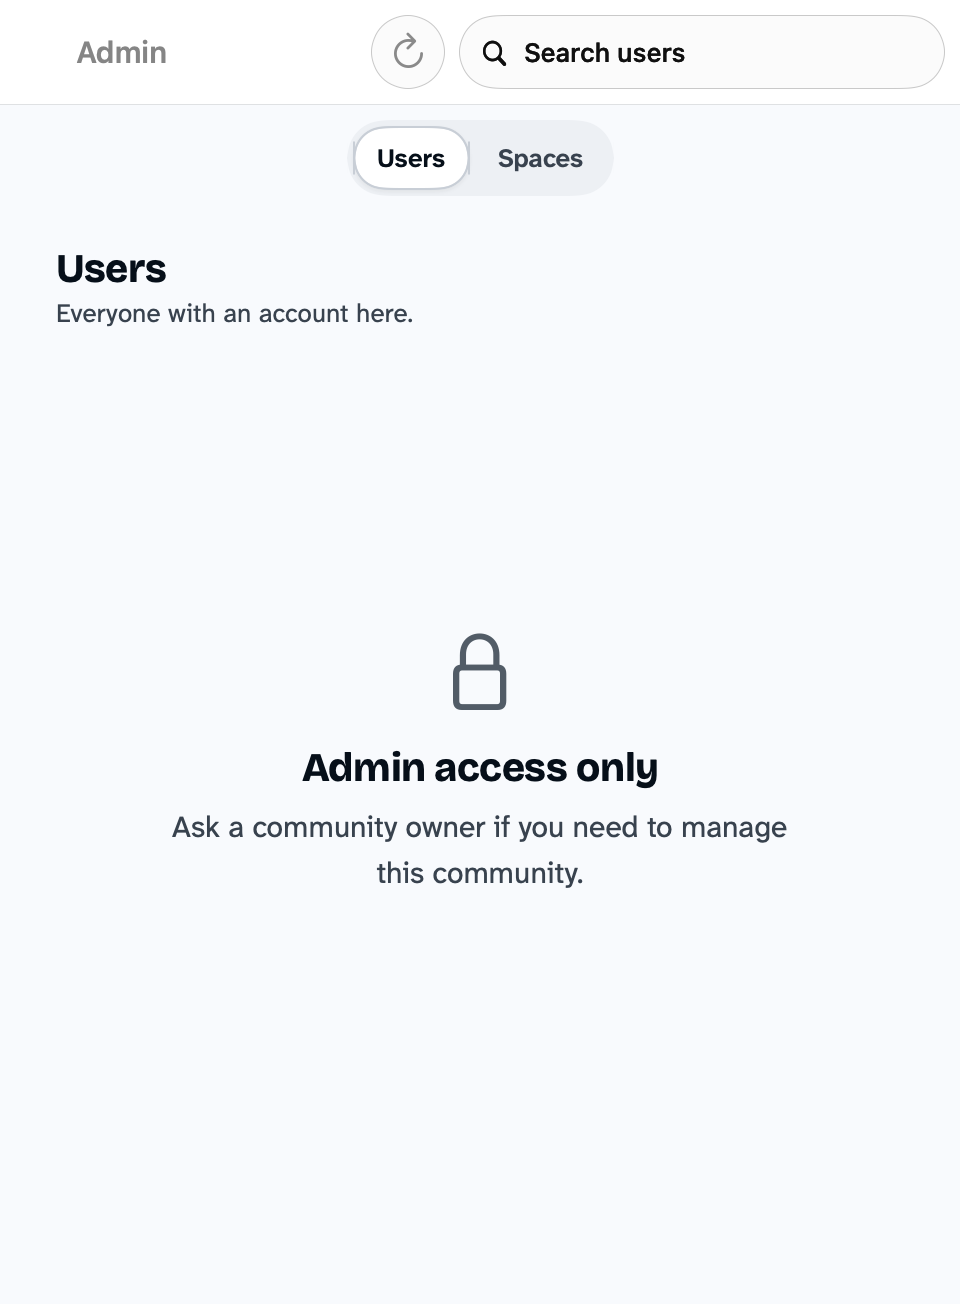 Admin
Search users
Users
Spaces
Users
Everyone with an account here.
Admin access only
Ask a community owner if you need to manage
this community.